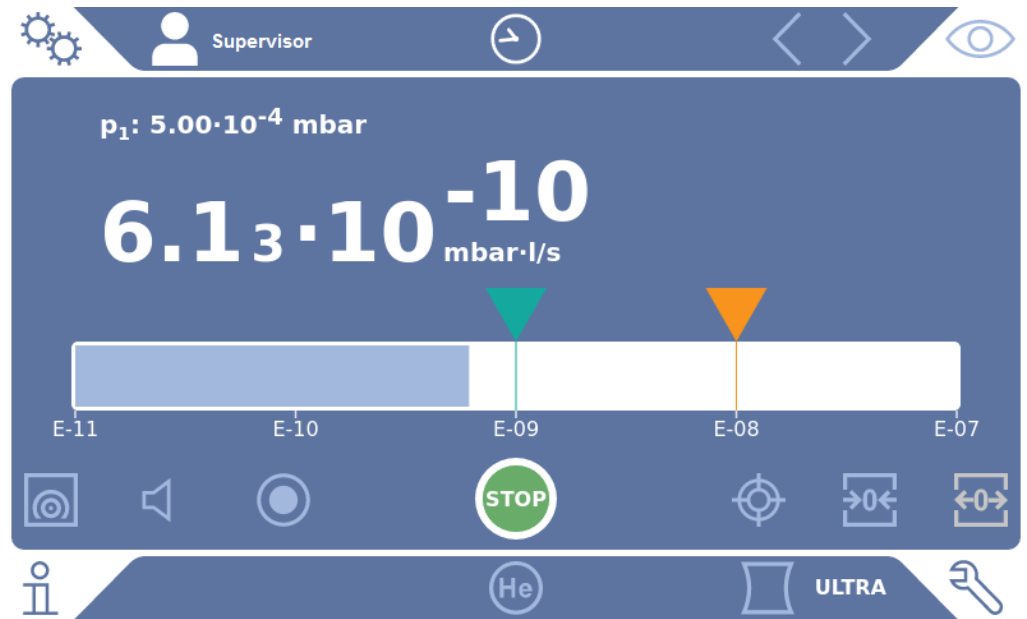 Supervisor
p₁: 5.00·10⁻⁴ mbar
6.1₃·10⁻¹⁰ mbar·l/s
E-11 E-10 E-09 E-08 E-07
STOP →0← ←0→
He ULTRA